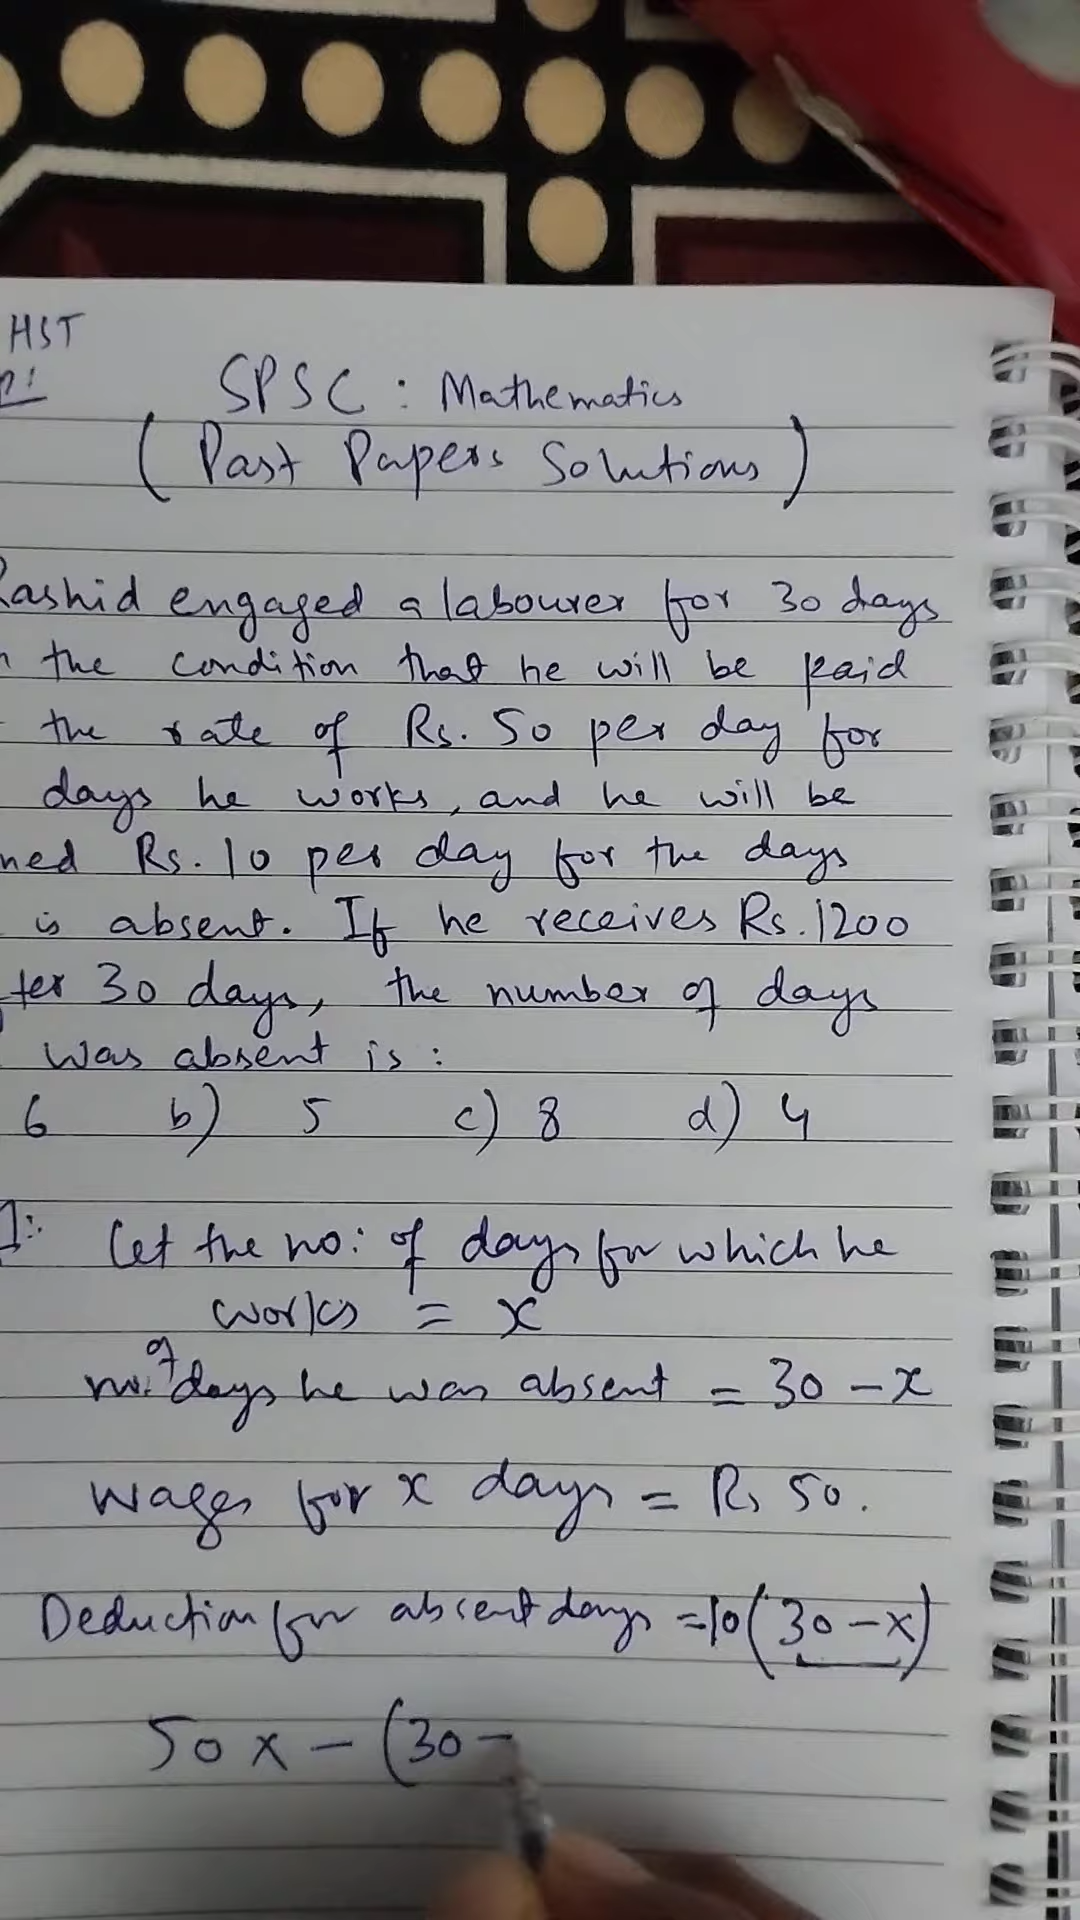 HST
SPSC : Mathematics
( Past Papers Solutions )
Rashid engaged a labourer for 30 days
the condition that he will be paid
the rate of Rs. 50 per day for
days he works, and he will be
ned Rs. 10 per day for the days
is absent. If he receives Rs. 1200
ter 30 days, the number of days
was absent is :
6 b) 5 c) 8 d) 4
Let the no: of days for which he
works = x
no. of days he was absent = 30 - x
Wages for x days = Rs 50.
Deduction for absent days = 10 (30 - x)
50 x - (30 -